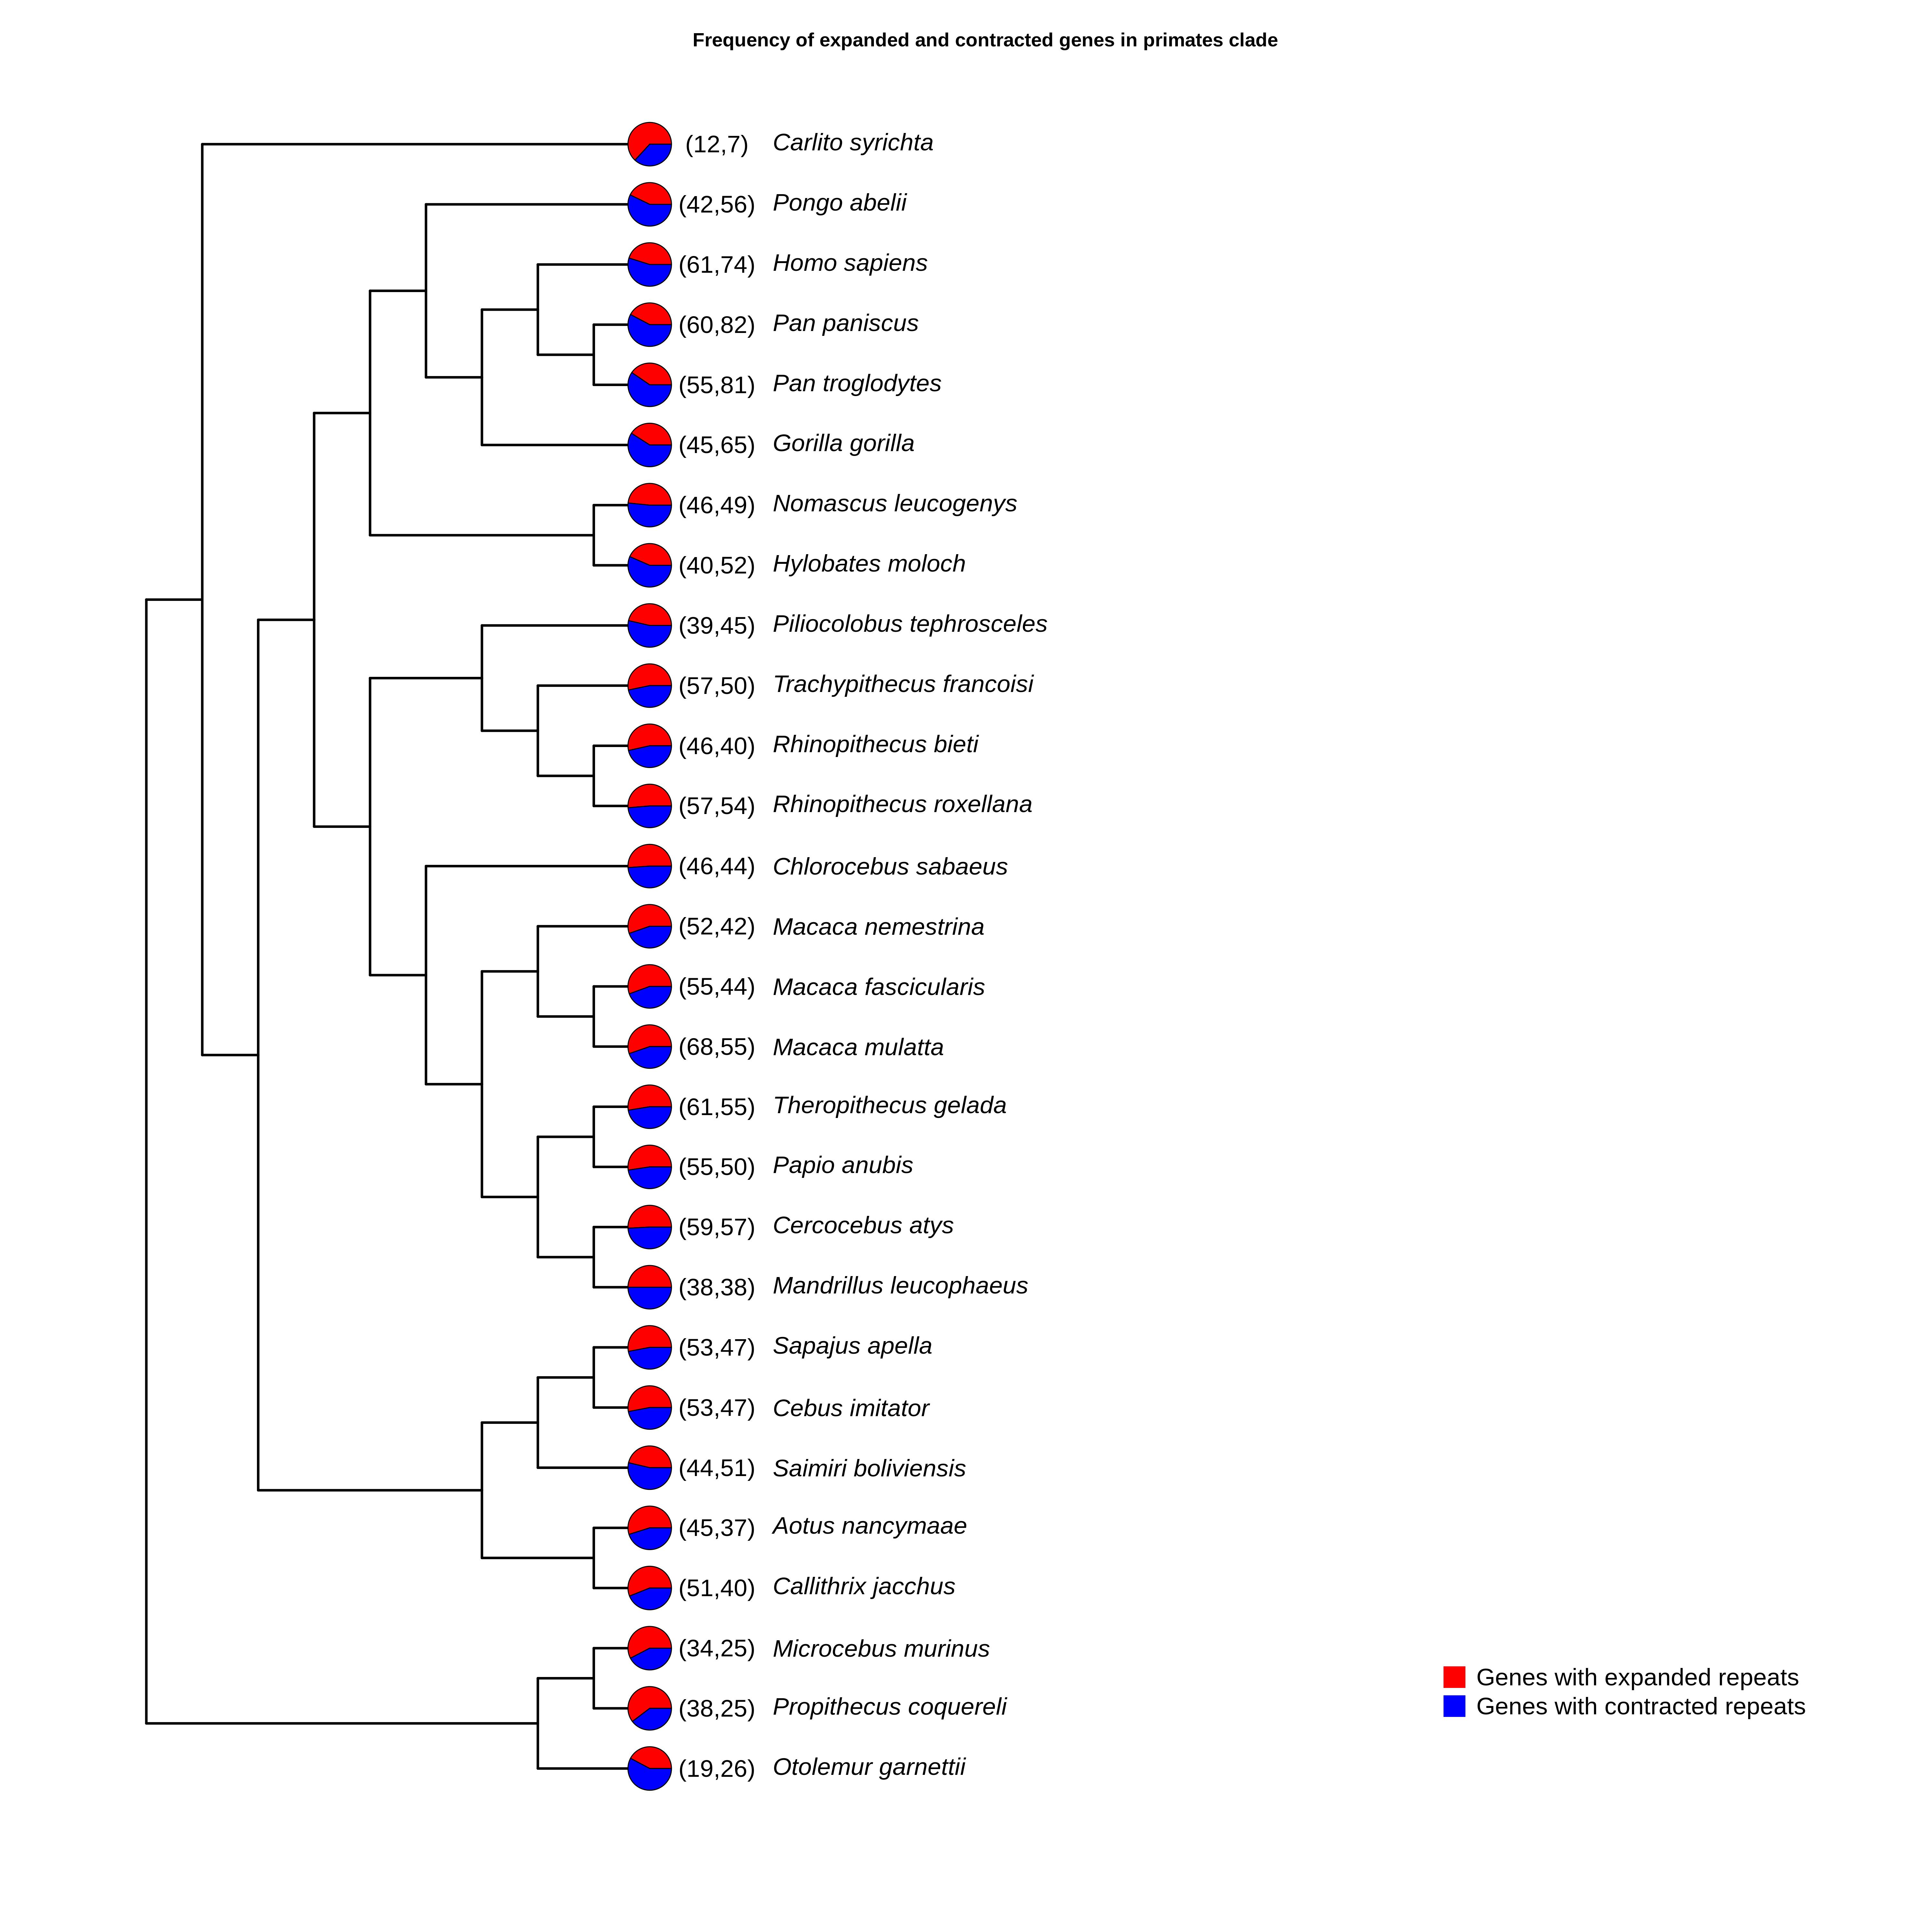 Frequency of expanded and contracted genes in primates clade
(12,7) Carlito syrichta
(42,56) Pongo abelii
(61,74) Homo sapiens
(60,82) Pan paniscus
(55,81) Pan troglodytes
(45,65) Gorilla gorilla
(46,49) Nomascus leucogenys
(40,52) Hylobates moloch
(39,45) Piliocolobus tephrosceles
(57,50) Trachypithecus francoisi
(46,40) Rhinopithecus bieti
(57,54) Rhinopithecus roxellana
(46,44) Chlorocebus sabaeus
(52,42) Macaca nemestrina
(55,44) Macaca fascicularis
(68,55) Macaca mulatta
(61,55) Theropithecus gelada
(55,50) Papio anubis
(59,57) Cercocebus atys
(38,38) Mandrillus leucophaeus
(53,47) Sapajus apella
(53,47) Cebus imitator
(44,51) Saimiri boliviensis
(45,37) Aotus nancymaae
(51,40) Callithrix jacchus
(34,25) Microcebus murinus
(38,25) Propithecus coquereli
(19,26) Otolemur garnettii
Genes with expanded repeats
Genes with contracted repeats